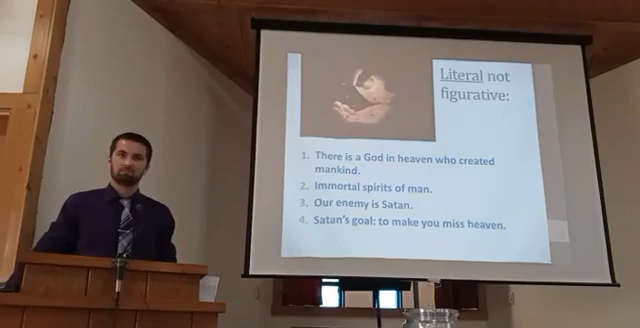 Literal not
figurative:
1. There is a God in heaven who created
mankind.
2. Immortal spirits of man.
3. Our enemy is Satan.
4. Satan's goal: to make you miss heaven.